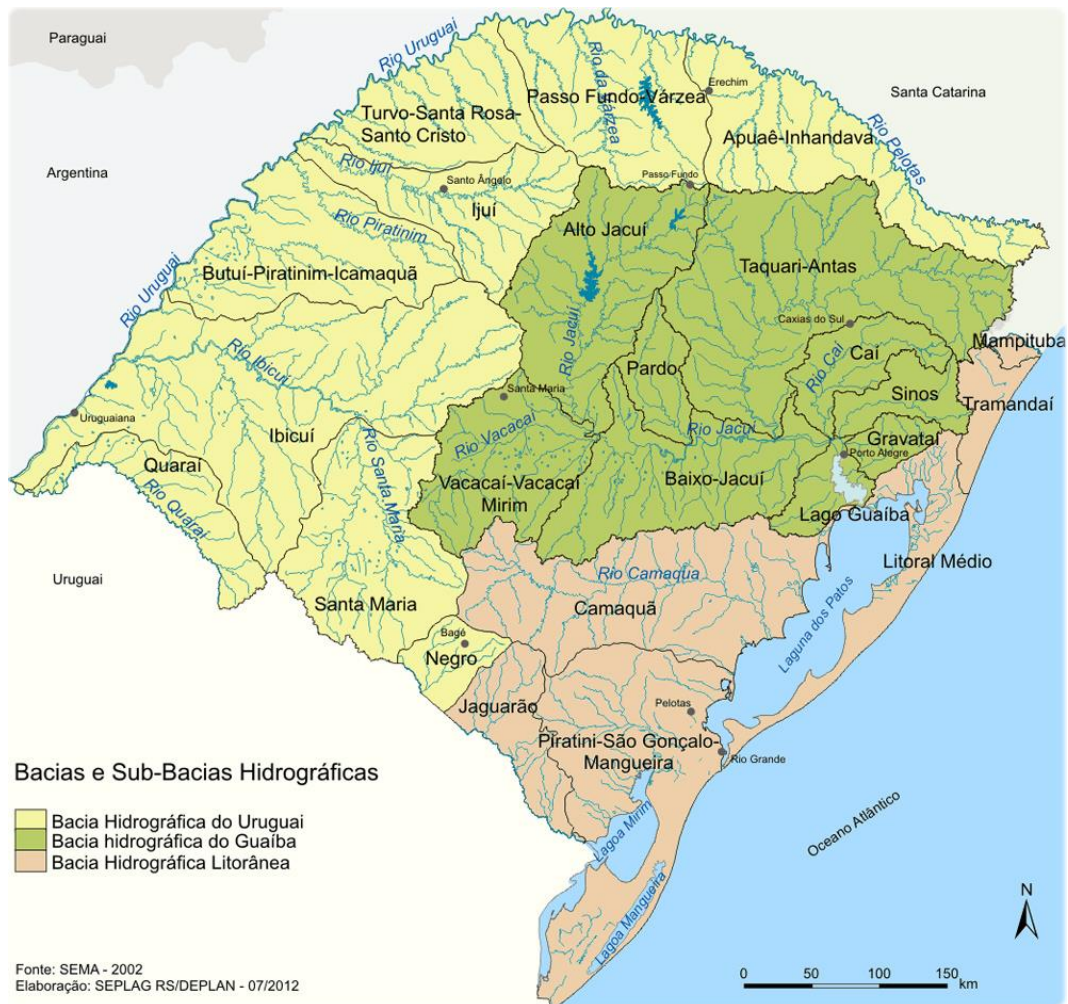 Paraguai
Rio Uruguai
Rio da Várzea
Passo Fundo-Várzea
Erechim
Santa Catarina
Turvo-Santa Rosa-
Santo Cristo
Apuaê-Inhandava
Rio Pelotas
Argentina
Rio Ijuí
Santo Ângelo
Passo Fundo
Ijuí
Rio Piratinim
Alto Jacuí
Butuí-Piratinim-Icamaquã
Taquari-Antas
Rio Uruguai
Caxias do Sul
Rio Jacuí
Mampituba
Rio Ibicuí
Pardo
Rio Caí
Caí
Santa Maria
Sinos
Tramandaí
Uruguaiana
Ibicuí
Rio Vacacaí
Rio Jacuí
Gravataí
Porto Alegre
Quaraí
Rio Santa Maria
Vacacaí-Vacacaí
Mirim
Baixo-Jacuí
Rio Quaraí
Lago Guaíba
Litoral Médio
Uruguai
Rio Camaqua
Santa Maria
Camaquã
Laguna dos Patos
Bagé
Negro
Jaguarão
Pelotas
Piratini-São Gonçalo-
Mangueira
Rio Grande
Bacias e Sub-Bacias Hidrográficas
Bacia Hidrográfica do Uruguai
Bacia hidrográfica do Guaíba
Bacia Hidrográfica Litorânea
Lagoa Mirim
Oceano Atlântico
Lagoa Mangueira
N
Fonte: SEMA - 2002
Elaboração: SEPLAG RS/DEPLAN - 07/2012
0 50 100 150
km